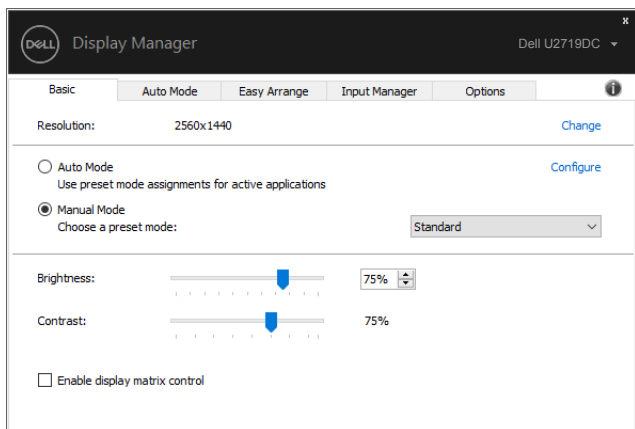 x
DELL Display Manager Dell U2719DC
Basic Auto Mode Easy Arrange Input Manager Options i
Resolution: 2560x1440 Change
Auto Mode Configure
Use preset mode assignments for active applications
Manual Mode
Choose a preset mode: Standard
Brightness: 75%
Contrast: 75%
Enable display matrix control